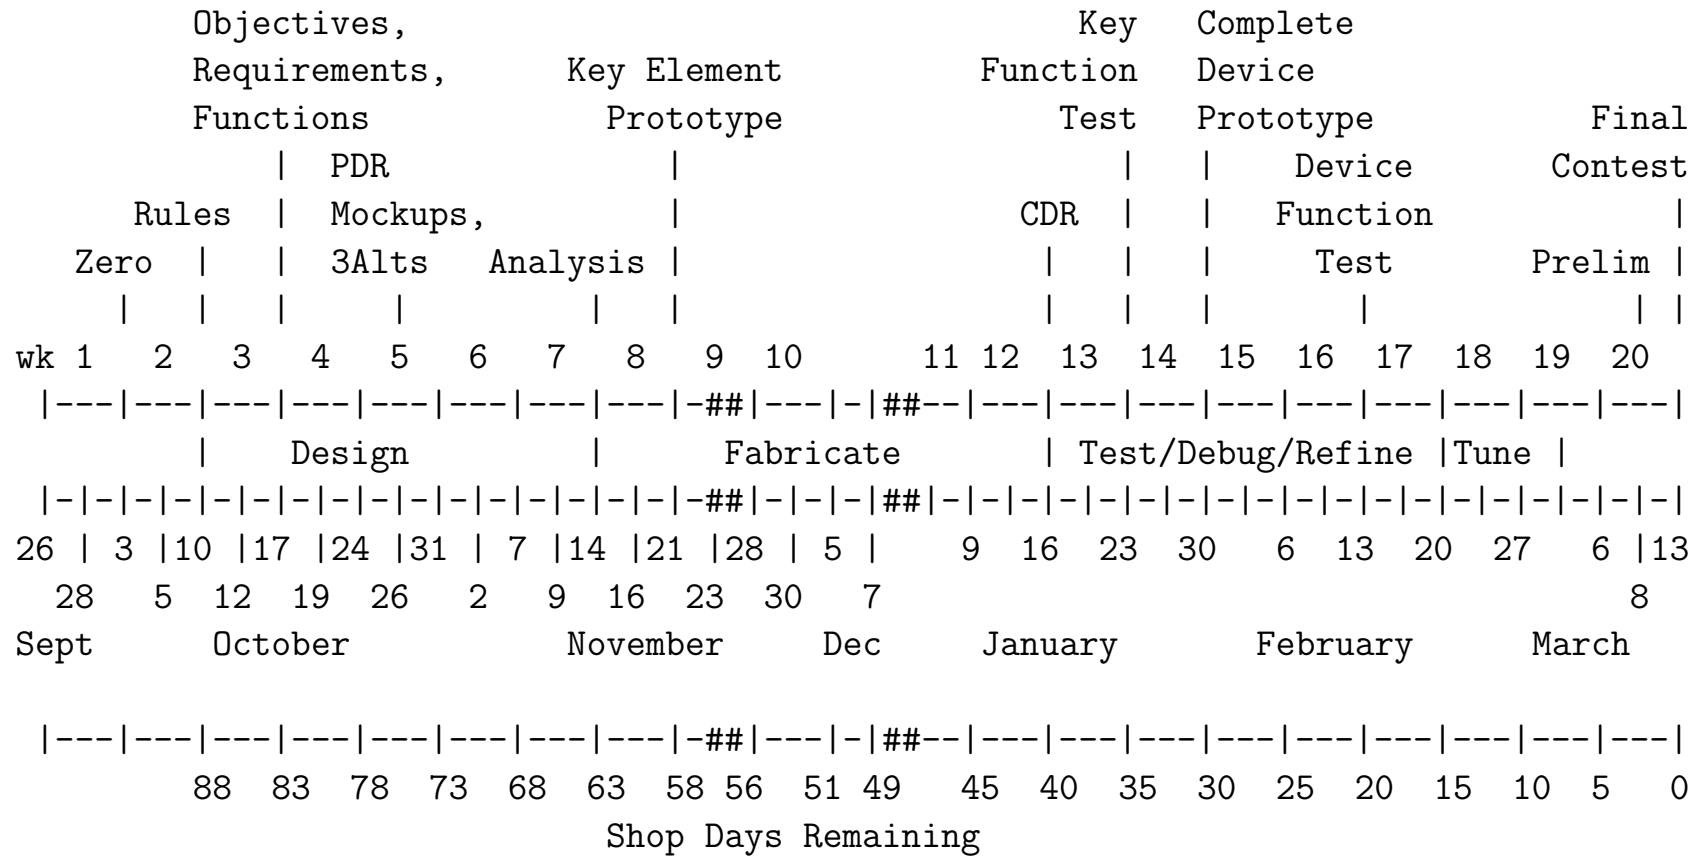 Objectives,                                  Key   Complete
         Requirements,      Key Element          Function   Device
         Functions            Prototype              Test   Prototype           Final
             |  PDR              |                      |   |    Device       Contest
      Rules  |  Mockups,         |                 CDR  |   |   Function            |
   Zero  |   |  3Alts   Analysis |                  |   |   |     Test       Prelim |
     |   |   |     |         |   |                  |   |   |       |             | |
wk 1   2   3   4   5   6   7   8   9  10      11 12  13  14  15  16  17  18  19  20
 |---|---|---|---|---|---|---|---|-##|---|-|##--|---|---|---|---|---|---|---|---|---|
         |    Design         |      Fabricate       | Test/Debug/Refine |Tune |
 |-|-|-|-|-|-|-|-|-|-|-|-|-|-|-|-|-##|-|-|-|##|-|-|-|-|-|-|-|-|-|-|-|-|-|-|-|-|-|-|-|
26 | 3 |10 |17 |24 |31 | 7 |14 |21 |28 | 5 |    9  16  23  30   6  13  20  27   6 |13
  28   5  12  19  26   2   9  16  23  30   7                                      8
Sept      October           November     Dec     January       February      March
 |---|---|---|---|---|---|---|---|-##|---|-|##--|---|---|---|---|---|---|---|---|---|
         88  83  78  73  68  63  58 56  51 49   45  40  35  30  25  20  15  10  5   0
                              Shop Days Remaining